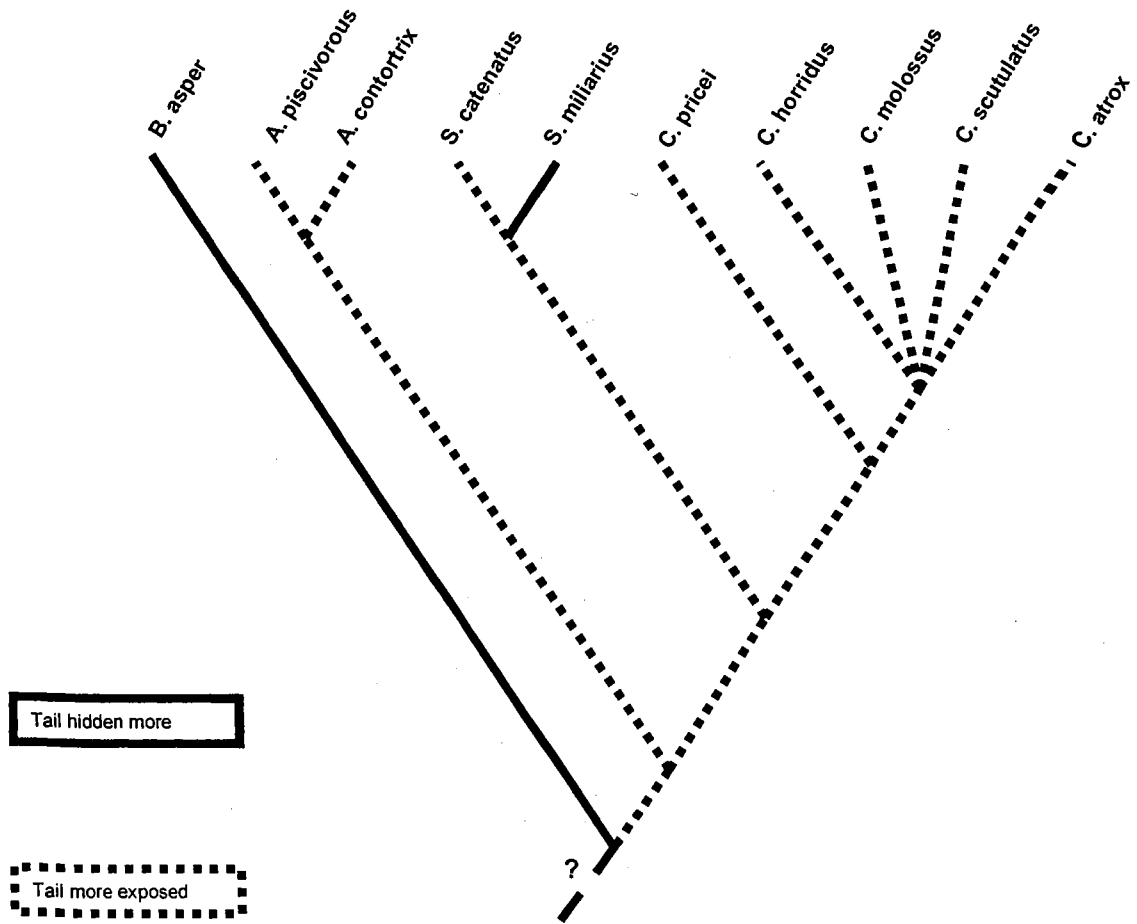 B. asper
A. piscivorous
A. contortrix
S. catenatus
S. miliarius
C. pricei
C. horridus
C. molossus
C. scutulatus
C. atrox
Tail hidden more
?
Tail more exposed